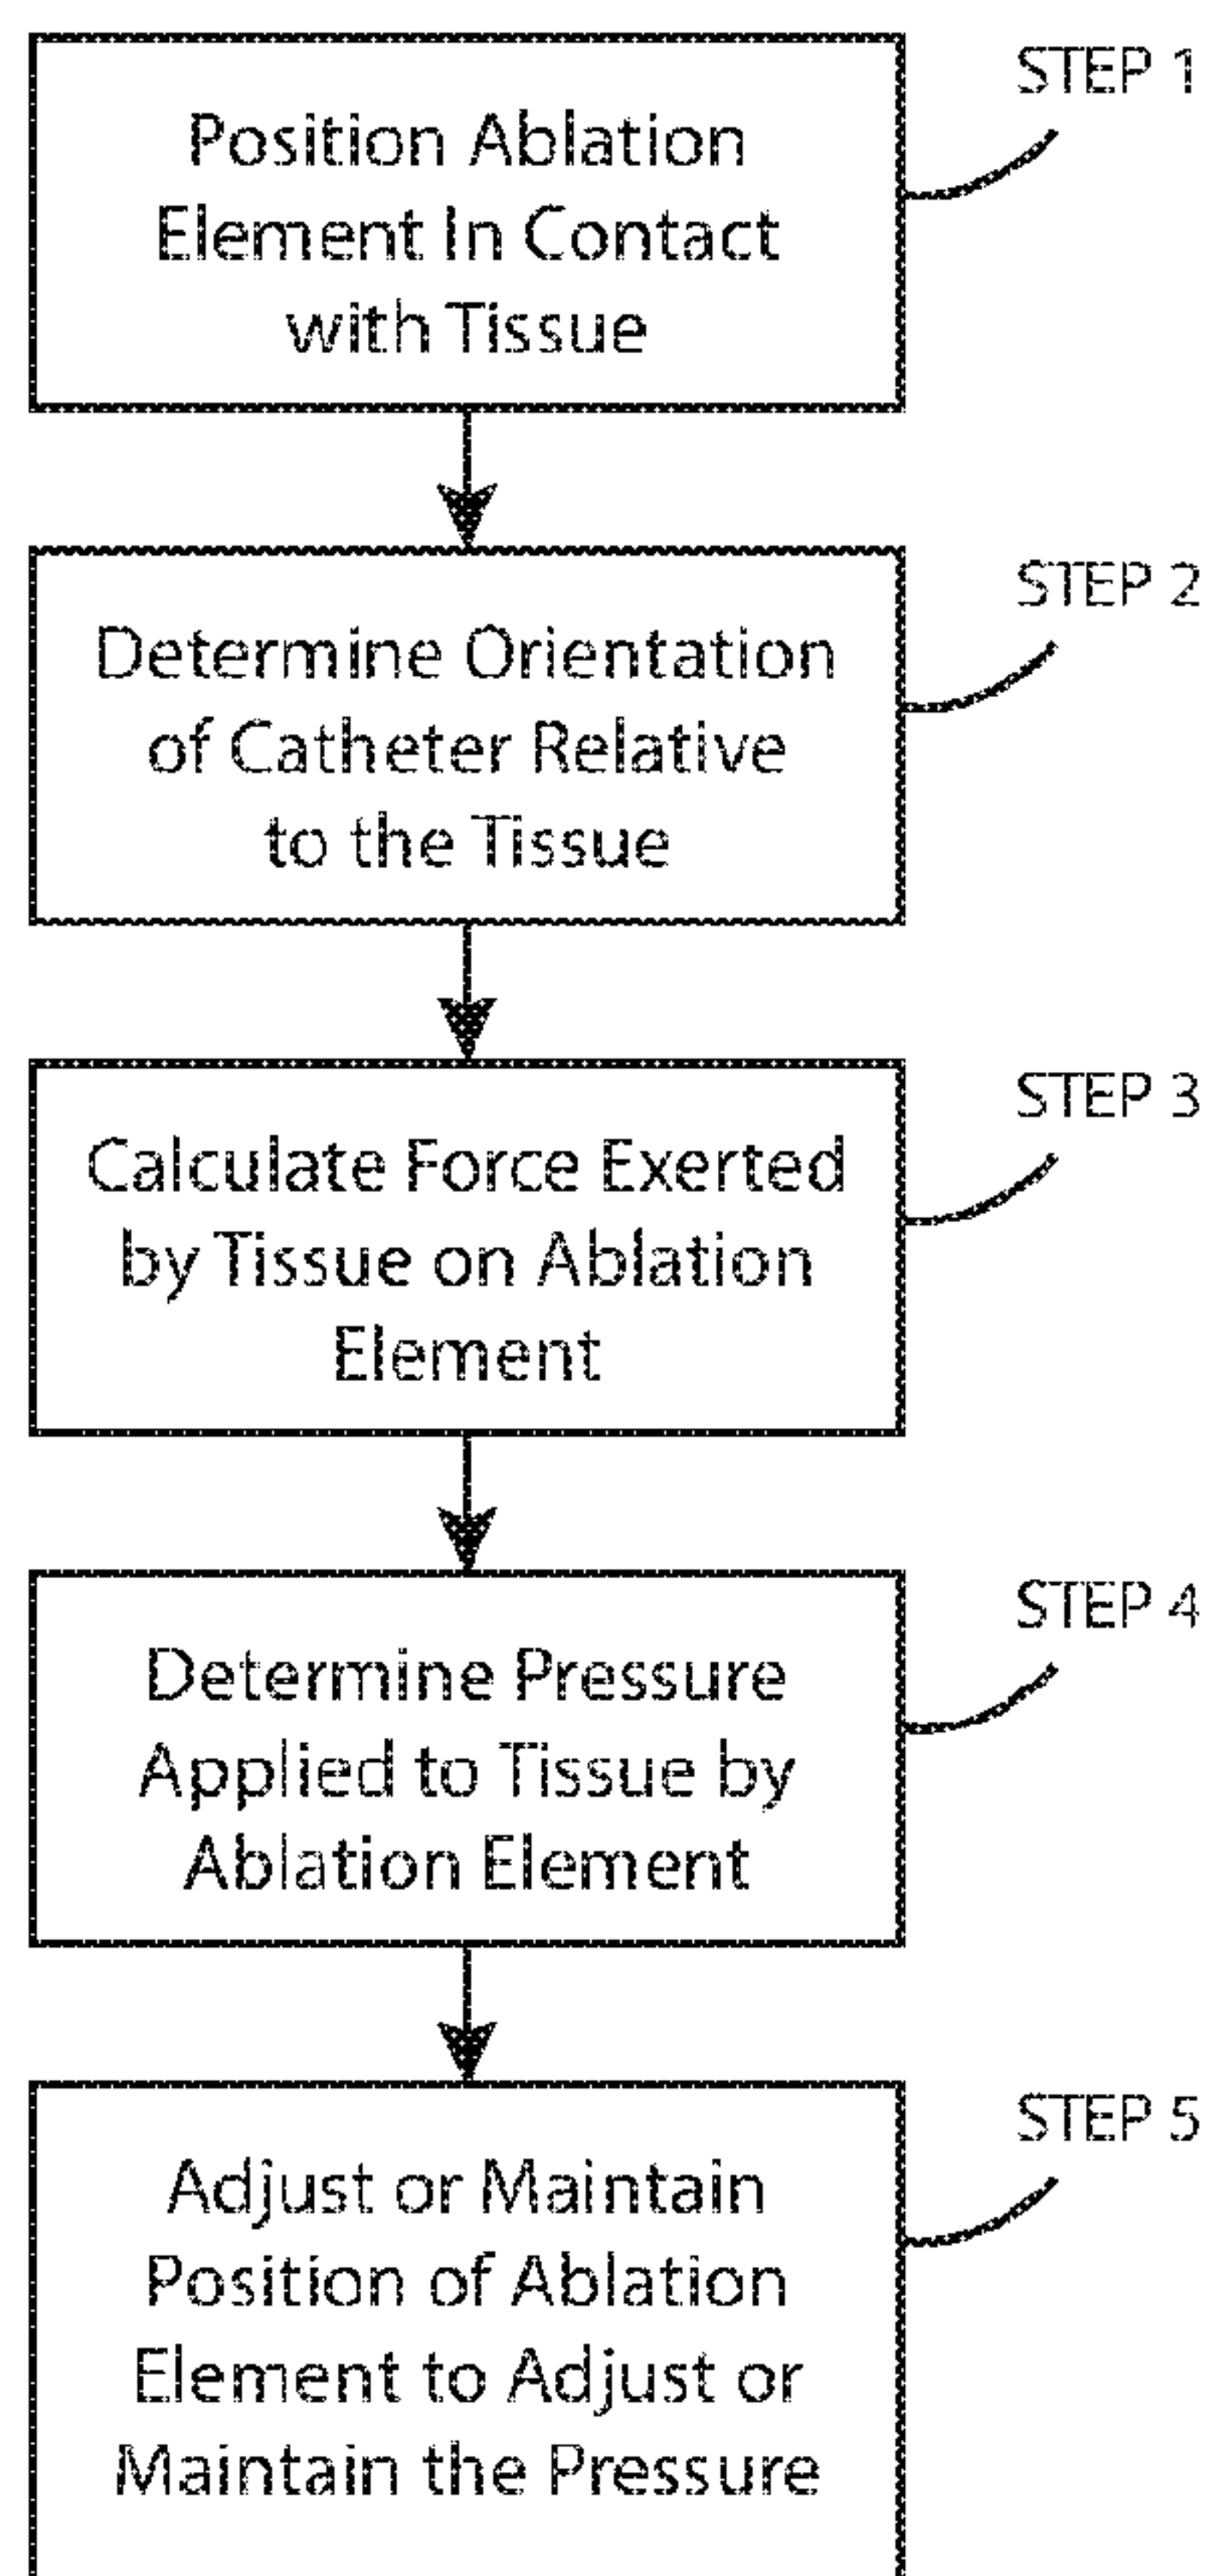 STEP 1
Position Ablation
Element In Contact
with Tissue
STEP 2
Determine Orientation
of Catheter Relative
to the Tissue
STEP 3
Calculate Force Exerted
by Tissue on Ablation
Element
STEP 4
Determine Pressure
Applied to Tissue by
Ablation Element
STEP 5
Adjust or Maintain
Position of Ablation
Element to Adjust or
Maintain the Pressure